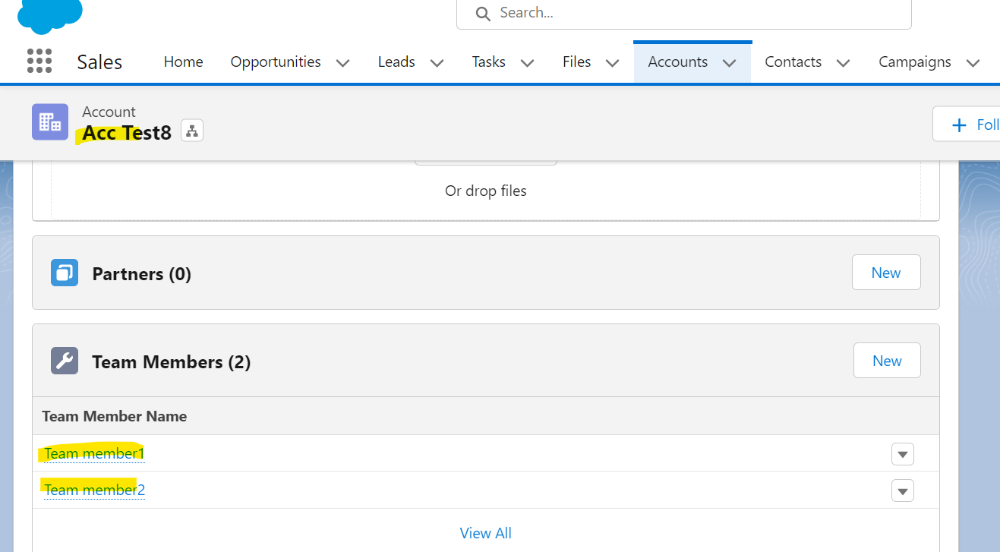 Search...
Sales Home Opportunities Leads Tasks Files Accounts Contacts Campaigns
Account
Acc Test8
Foll
Or drop files
Partners (0) New
Team Members (2) New
Team Member Name
Team member1
Team member2
View All